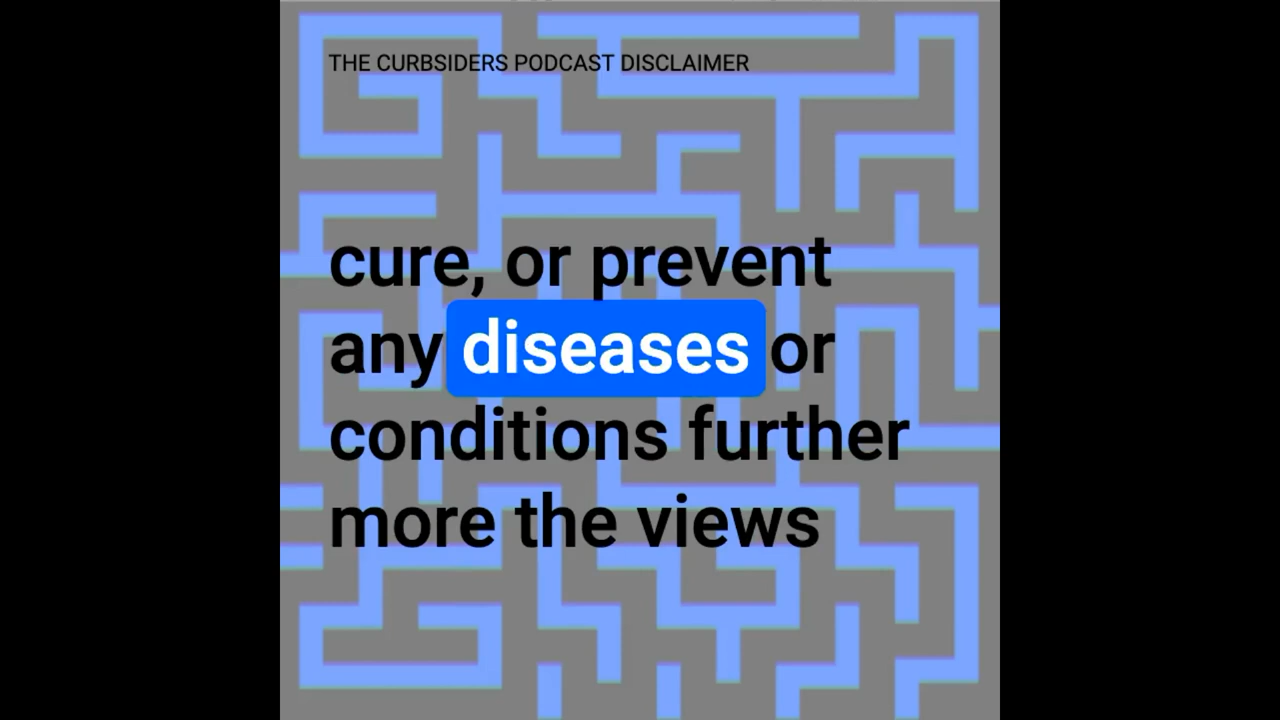 THE CURBSIDERS PODCAST DISCLAIMER
cure, or prevent
any diseases or
conditions further
more the views